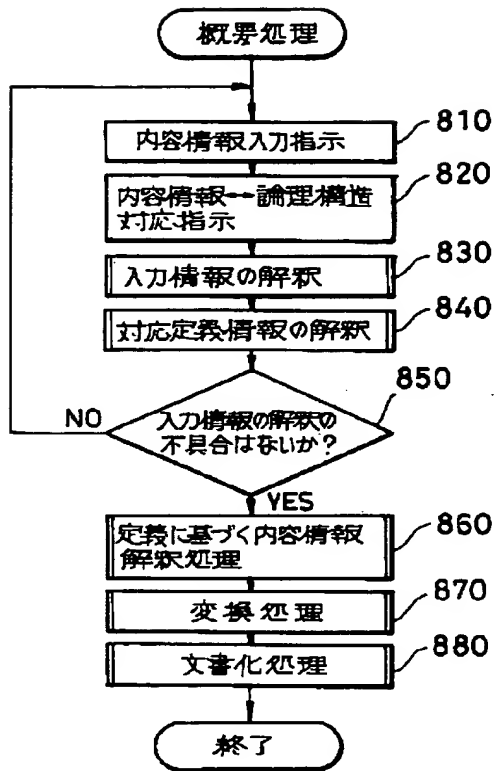 概要処理
内容情報入力指示
810
内容情報↔論理構造
対応指示
820
入力情報の解釈
830
対応定義情報の解釈
840
入力情報の解釈の
不具合はないか?
850
NO
YES
定義に基づく内容情報
解釈処理
860
変換処理
870
文書化処理
880
終了